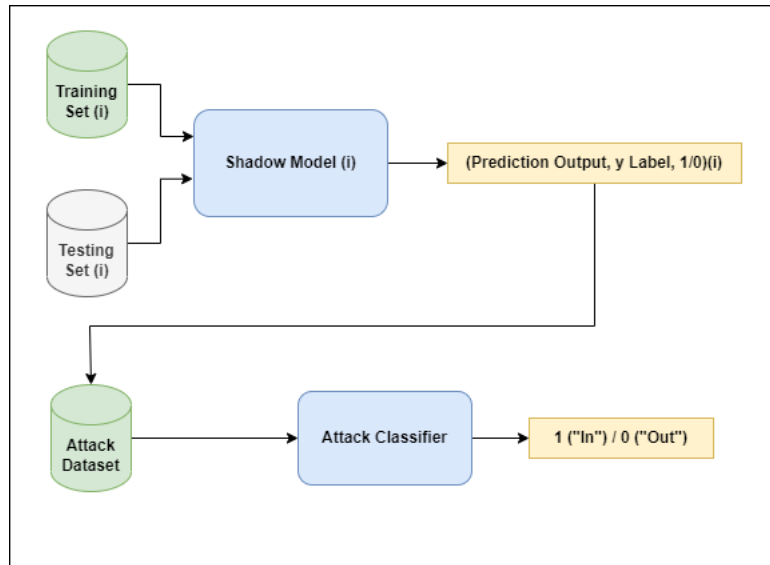 Training
Set (i)
Shadow Model (i)
(Prediction Output, y Label, 1/0)(i)
Testing
Set (i)
Attack
Dataset
Attack Classifier
1 ("In") / 0 ("Out")